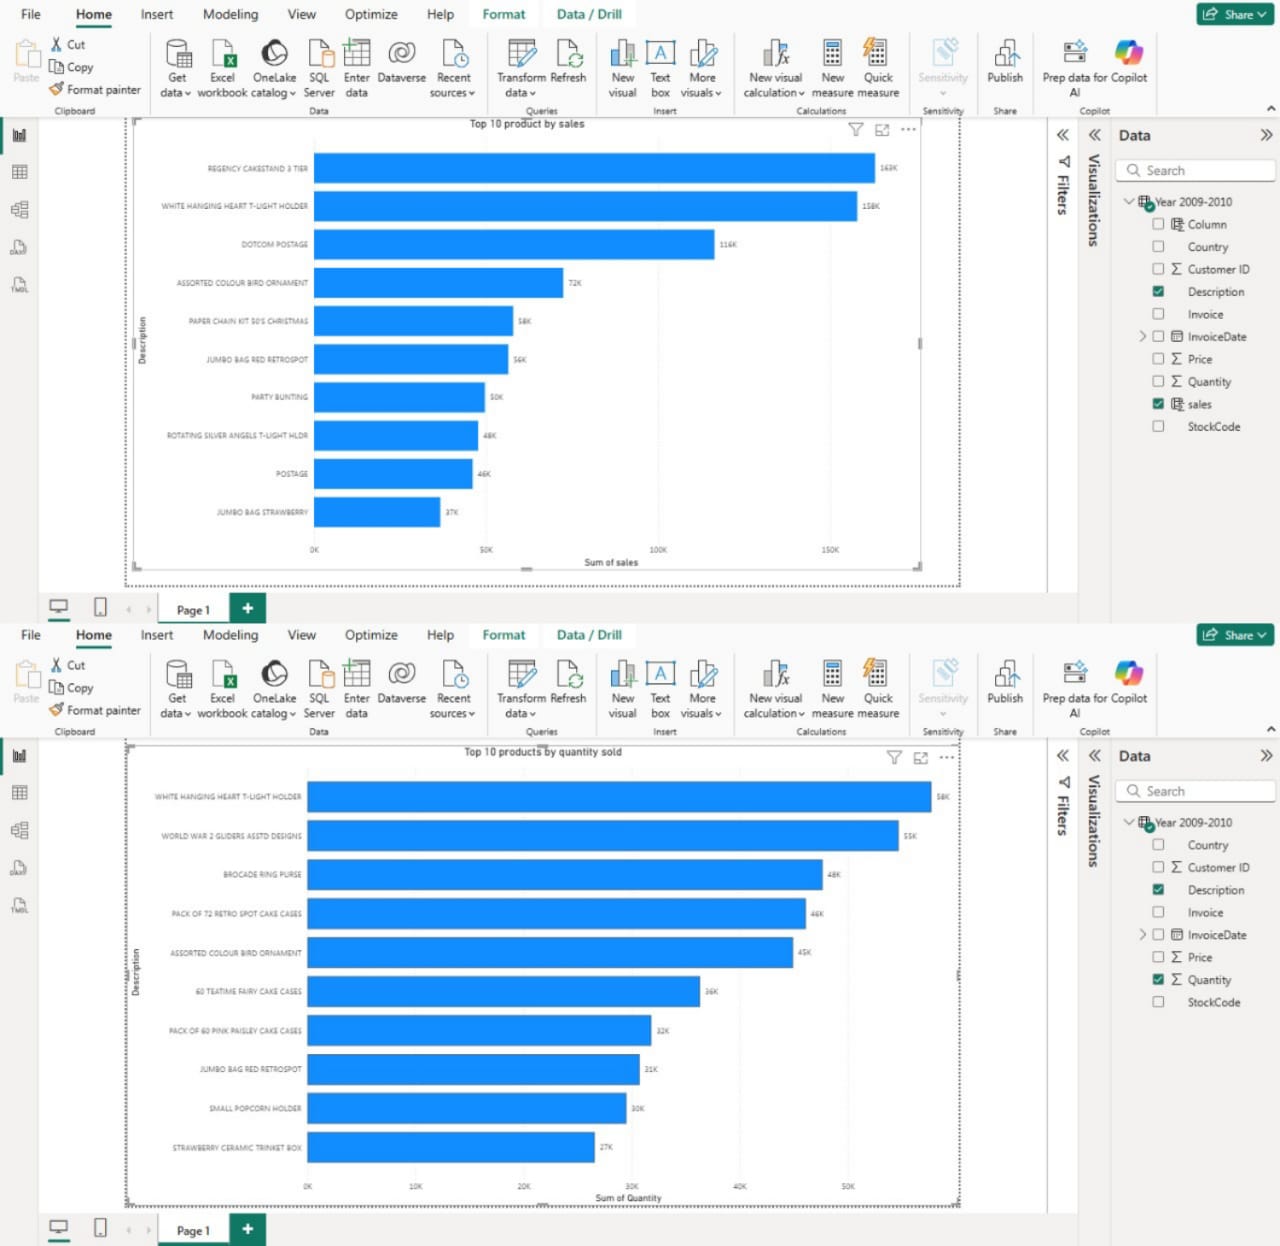 File Home Insert Modeling View Optimize Help Format Data / Drill Share
Paste
Cut
Copy
Format painter
Clipboard
Get data
Excel workbook
OneLake catalog
SQL Server
Enter data
Dataverse
Recent sources
Data
Transform data
Refresh
Queries
New visual
Text box
More visuals
Insert
New visual calculation
New measure
Quick measure
Calculations
Sensitivity
Sensitivity
Publish
Share
Prep data for AI
Copilot
Copilot
Top 10 product by sales
Description
REGENCY CAKESTAND 3 TIER 163K
WHITE HANGING HEART T-LIGHT HOLDER 158K
DOTCOM POSTAGE 116K
ASSORTED COLOUR BIRD ORNAMENT 72K
PAPER CHAIN KIT 50'S CHRISTMAS 58K
JUMBO BAG RED RETROSPOT 56K
PARTY BUNTING 50K
ROTATING SILVER ANGELS T-LIGHT HLDR 48K
POSTAGE 46K
JUMBO BAG STRAWBERRY 37K
0K 50K 100K 150K
Sum of sales
Filters
Visualizations
Data
Search
Year 2009-2010
Column
Country
Customer ID
Description
Invoice
InvoiceDate
Price
Quantity
sales
StockCode
Page 1
File Home Insert Modeling View Optimize Help Format Data / Drill Share
Paste
Cut
Copy
Format painter
Clipboard
Get data
Excel workbook
OneLake catalog
SQL Server
Enter data
Dataverse
Recent sources
Data
Transform data
Refresh
Queries
New visual
Text box
More visuals
Insert
New visual calculation
New measure
Quick measure
Calculations
Sensitivity
Sensitivity
Publish
Share
Prep data for AI
Copilot
Copilot
Top 10 products by quantity sold
Description
WHITE HANGING HEART T-LIGHT HOLDER 58K
WORLD WAR 2 GLIDERS ASSTD DESIGNS 55K
BROCADE RING PURSE 48K
PACK OF 72 RETRO SPOT CAKE CASES 46K
ASSORTED COLOUR BIRD ORNAMENT 45K
60 TEATIME FAIRY CAKE CASES 36K
PACK OF 60 PINK PAISLEY CAKE CASES 32K
JUMBO BAG RED RETROSPOT 31K
SMALL POPCORN HOLDER 30K
STRAWBERRY CERAMIC TRINKET BOX 27K
0K 10K 20K 30K 40K 50K
Sum of Quantity
Filters
Visualizations
Data
Search
Year 2009-2010
Country
Customer ID
Description
Invoice
InvoiceDate
Price
Quantity
StockCode
Page 1